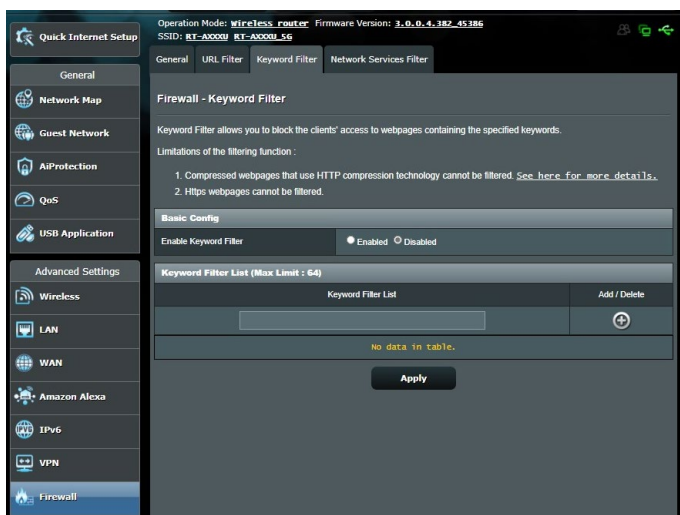 Quick Internet Setup
General
Network Map
Guest Network
AiProtection
QoS
USB Application
Advanced Settings
Wireless
LAN
WAN
Amazon Alexa
IPv6
VPN
Firewall
Operation Mode: Wireless router Firmware Version: 3.0.0.4.382_45386
SSID: RT-AXXXU RT-AXXXU_5G
General URL Filter Keyword Filter Network Services Filter
Firewall - Keyword Filter
Keyword Filter allows you to block the clients' access to webpages containing the specified keywords.
Limitations of the filtering function :
1. Compressed webpages that use HTTP compression technology cannot be filtered. See here for more details.
2. Https webpages cannot be filtered.
Basic Config
Enable Keyword Filter Enabled Disabled
Keyword Filter List (Max Limit : 64)
Keyword Filter List Add / Delete
No data in table.
Apply